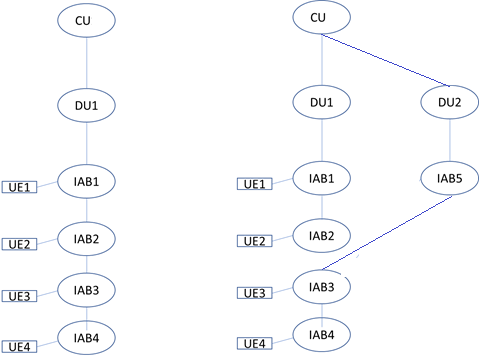 CU
DU1
IAB1
UE1
IAB2
UE2
IAB3
UE3
IAB4
UE4
CU
DU1
DU2
IAB1
IAB5
UE1
IAB2
UE2
IAB3
UE3
IAB4
UE4